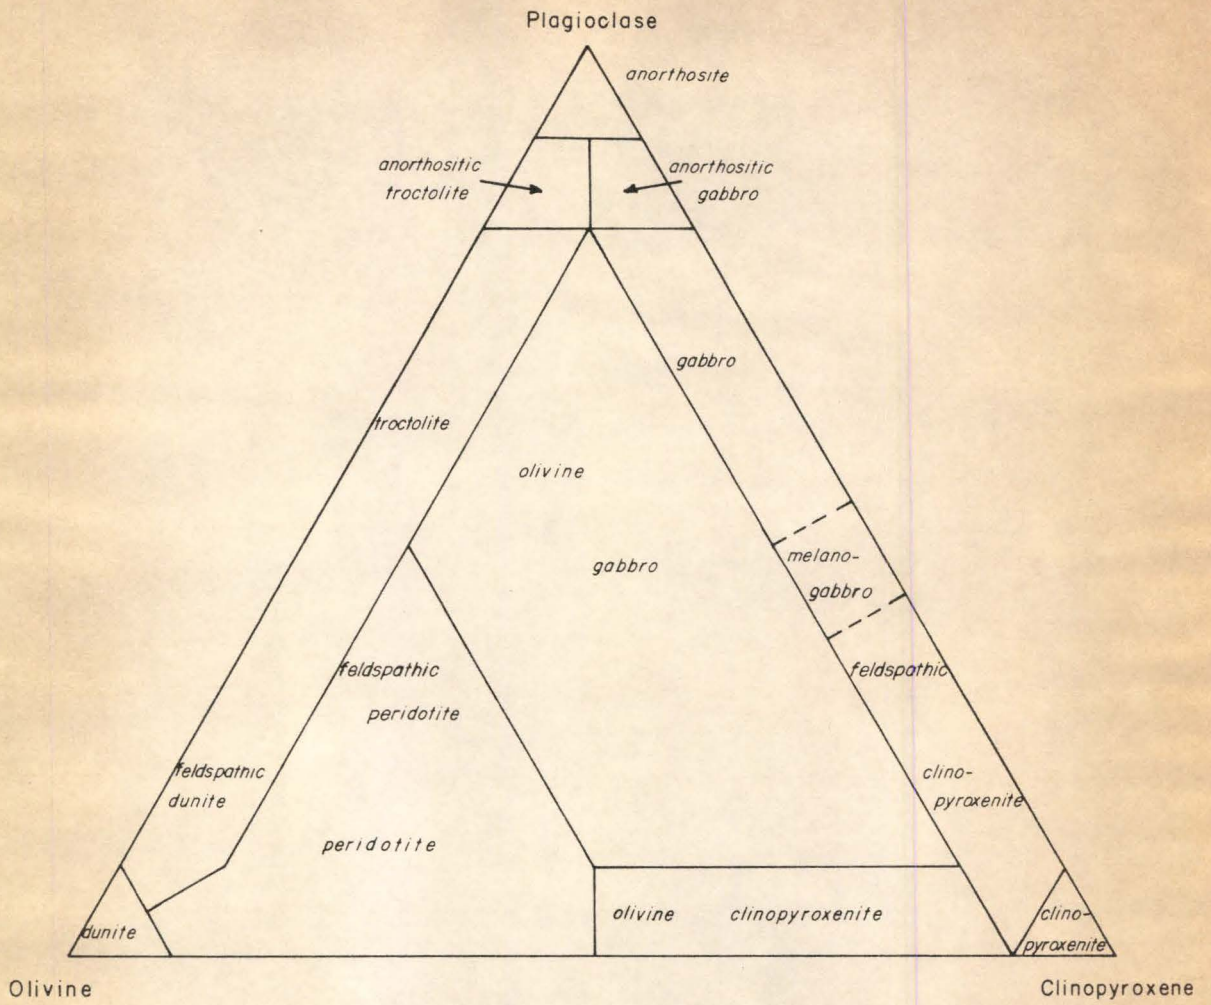 Plagioclase
anorthosite
anorthositic
troctolite
anorthositic
gabbro
gabbro
troctolite
olivine
gabbro
melano-
gabbro
feldspathic
peridotite
feldspathic
feldspathic
dunite
clino-
pyroxenite
peridotite
dunite
olivine clinopyroxenite
clino-
pyroxenite
Olivine
Clinopyroxene